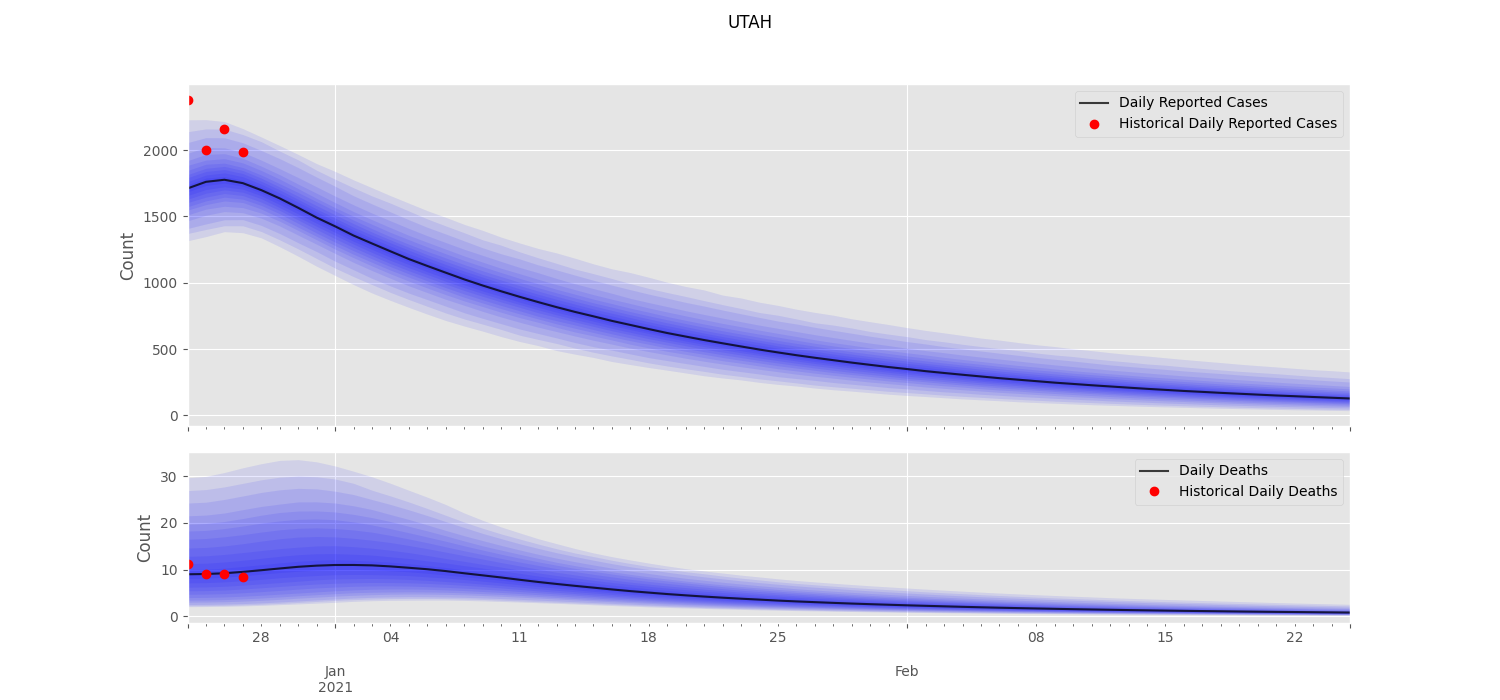 UTAH
Daily Reported Cases
Historical Daily Reported Cases
Count
2000
1500
1000
500
0
Daily Deaths
Historical Daily Deaths
Count
30
20
10
0
28 04 11 18 25 08 15 22
Jan Feb
2021